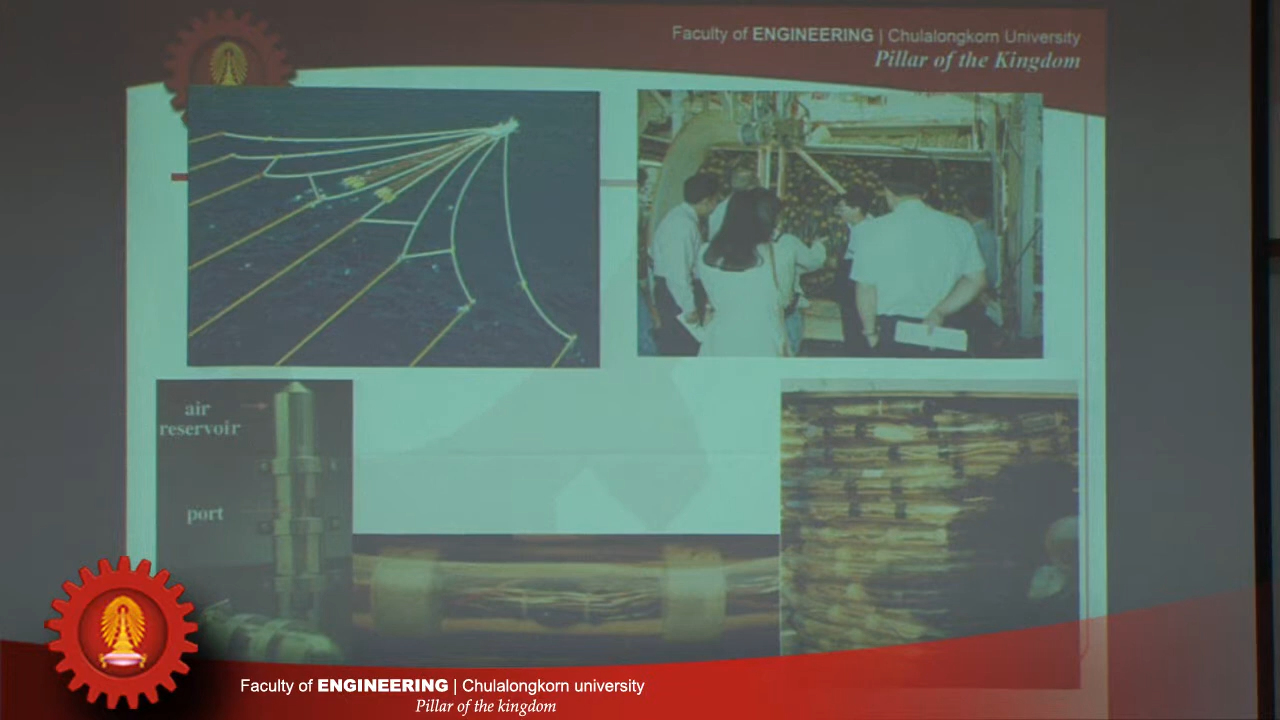 Faculty of ENGINEERING | Chulalongkorn University
Pillar of the Kingdom
air
reservoir
port
Faculty of ENGINEERING | Chulalongkorn university
Pillar of the kingdom